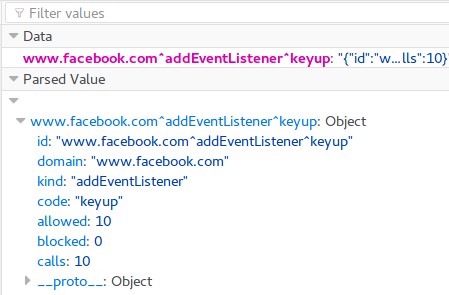 Filter values
Data
www.facebook.com^addEventListener^keyup: "{"id":"w...lls":10}"
Parsed Value
www.facebook.com^addEventListener^keyup: Object
id: "www.facebook.com^addEventListener^keyup"
domain: "www.facebook.com"
kind: "addEventListener"
code: "keyup"
allowed: 10
blocked: 0
calls: 10
__proto__: Object